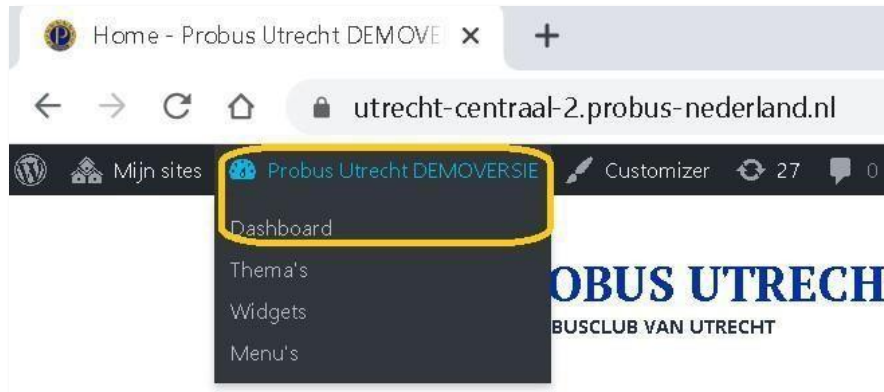 Home - Probus Utrecht DEMOVE
utrecht-centraal-2.probus-nederland.nl
Mijn sites Probus Utrecht DEMOVERSIE Customizer 27 0
Dashboard
Thema's
Widgets
Menu's
OBUS UTRECH
BUSCLUB VAN UTRECHT